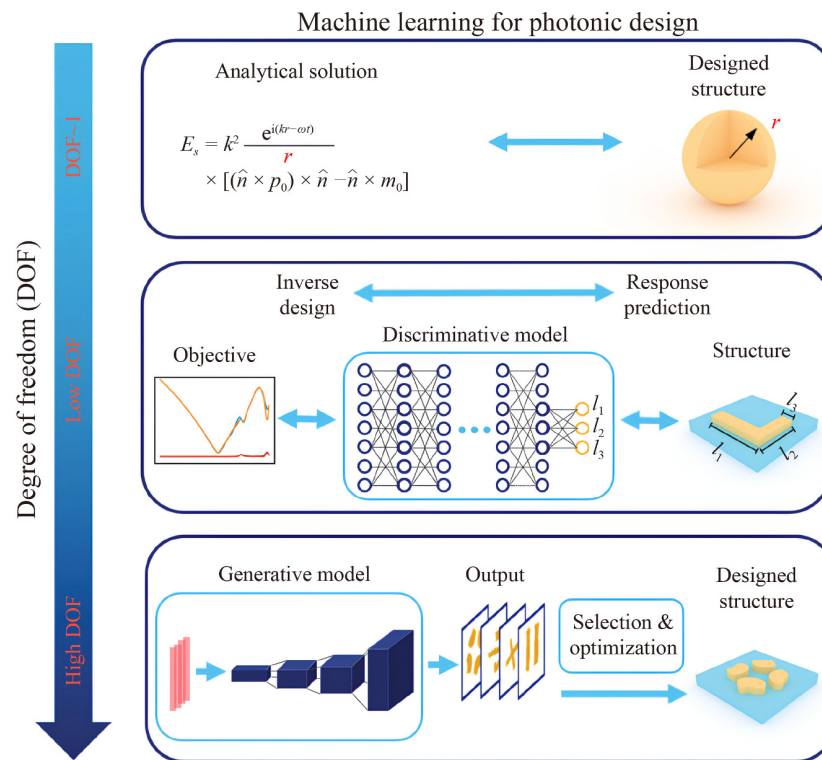 Machine learning for photonic design
Degree of freedom (DOF)
DOF~1
Analytical solution
Designed
structure
E_s = k² e^{i(kr−ωt)} / r
× [(n̂ × p₀) × n̂ − n̂ × m₀]
r
Low DOF
Inverse
design
Response
prediction
Objective
Discriminative model
Structure
l₁
l₂
l₃
l₁
l₂
l₃
High DOF
Generative model
Output
Selection &
optimization
Designed
structure